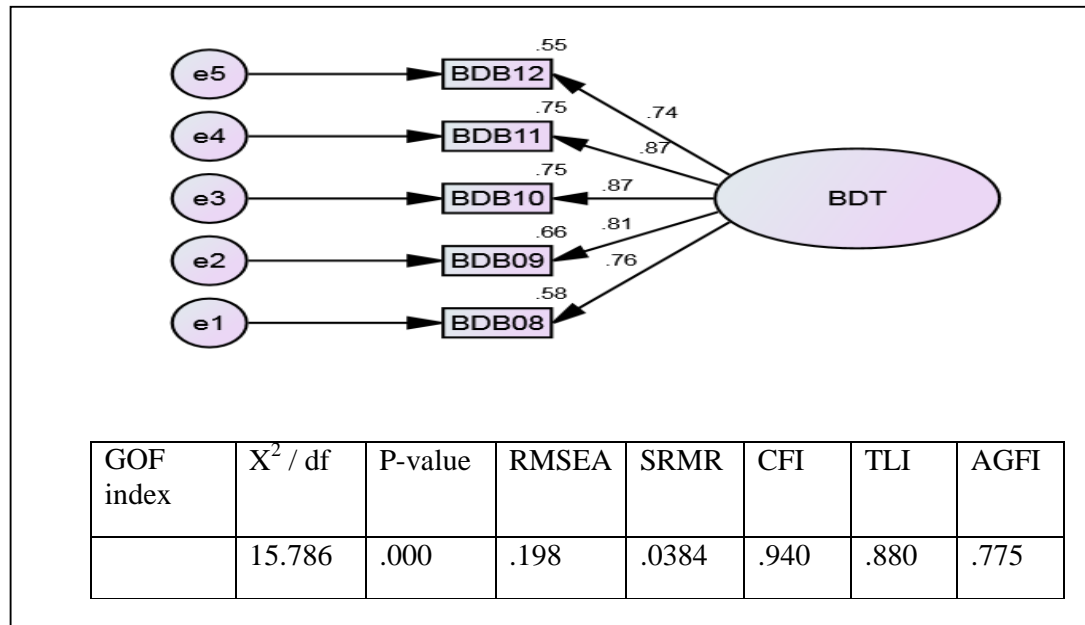 .55
e5 BDB12
.74
.75
e4 BDB11
.87
.75
e3 BDB10 .87 BDT
.81
.66
e2 BDB09
.76
.58
e1 BDB08
GOF index X² / df P-value RMSEA SRMR CFI TLI AGFI
15.786 .000 .198 .0384 .940 .880 .775